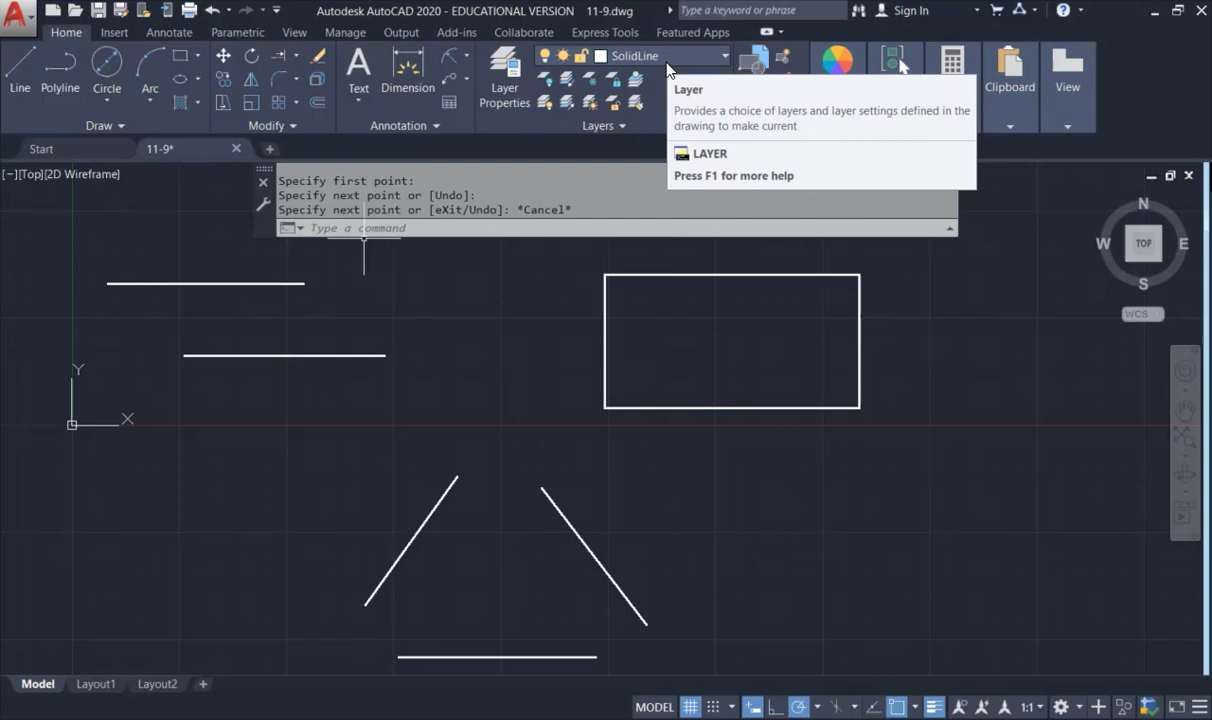 A
Autodesk AutoCAD 2020 - EDUCATIONAL VERSION 11-9.dwg
Type a keyword or phrase
Sign In
Home Insert Annotate Parametric View Manage Output Add-ins Collaborate Express Tools Featured Apps
Line Polyline Circle Arc
Text Dimension
Layer
Properties
SolidLine
Clipboard
View
Draw Modify Annotation Layers
Layer
Provides a choice of layers and layer settings defined in the
drawing to make current
LAYER
Press F1 for more help
Start 11-9*
[−][Top][2D Wireframe]
Specify first point:
Specify next point or [Undo]:
Specify next point or [eXit/Undo]: *Cancel*
Type a command
N
W TOP E
S
WCS
Y
X
Model Layout1 Layout2
MODEL 1:1